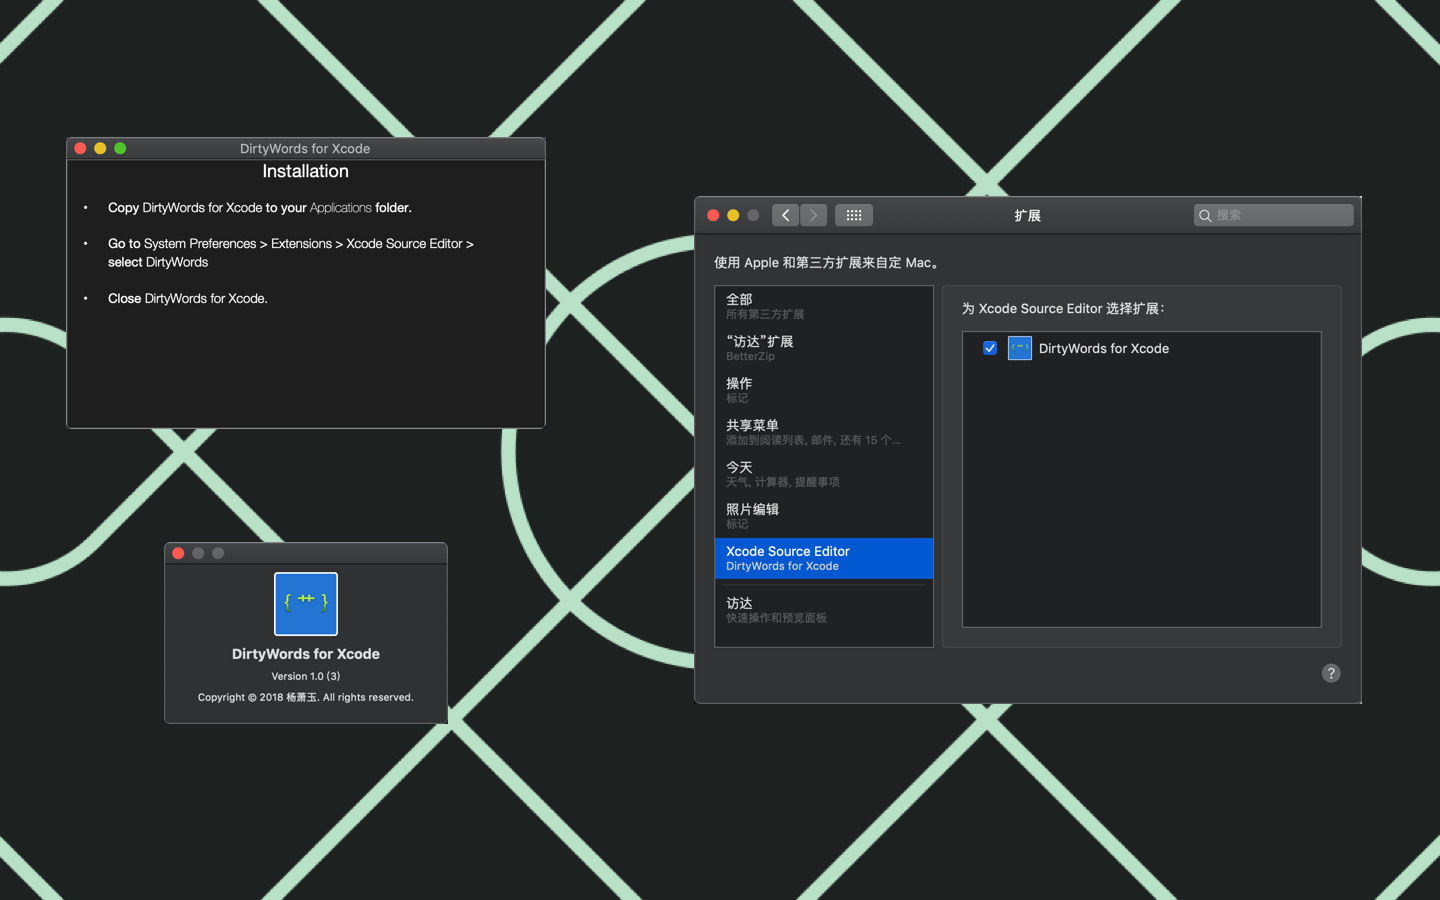 DirtyWords for Xcode
Installation
• Copy DirtyWords for Xcode to your Applications folder.
• Go to System Preferences > Extensions > Xcode Source Editor >
select DirtyWords
• Close DirtyWords for Xcode.
{ ** }
DirtyWords for Xcode
Version 1.0 (3)
Copyright © 2018 杨萧玉. All rights reserved.
扩展
搜索
使用 Apple 和第三方扩展来自定 Mac。
全部
所有第三方扩展
“访达”扩展
BetterZip
操作
标记
共享菜单
添加到阅读列表, 邮件, 还有 15 个...
今天
天气, 计算器, 提醒事项
照片编辑
标记
Xcode Source Editor
DirtyWords for Xcode
访达
快速操作和预览面板
为 Xcode Source Editor 选择扩展：
DirtyWords for Xcode
?